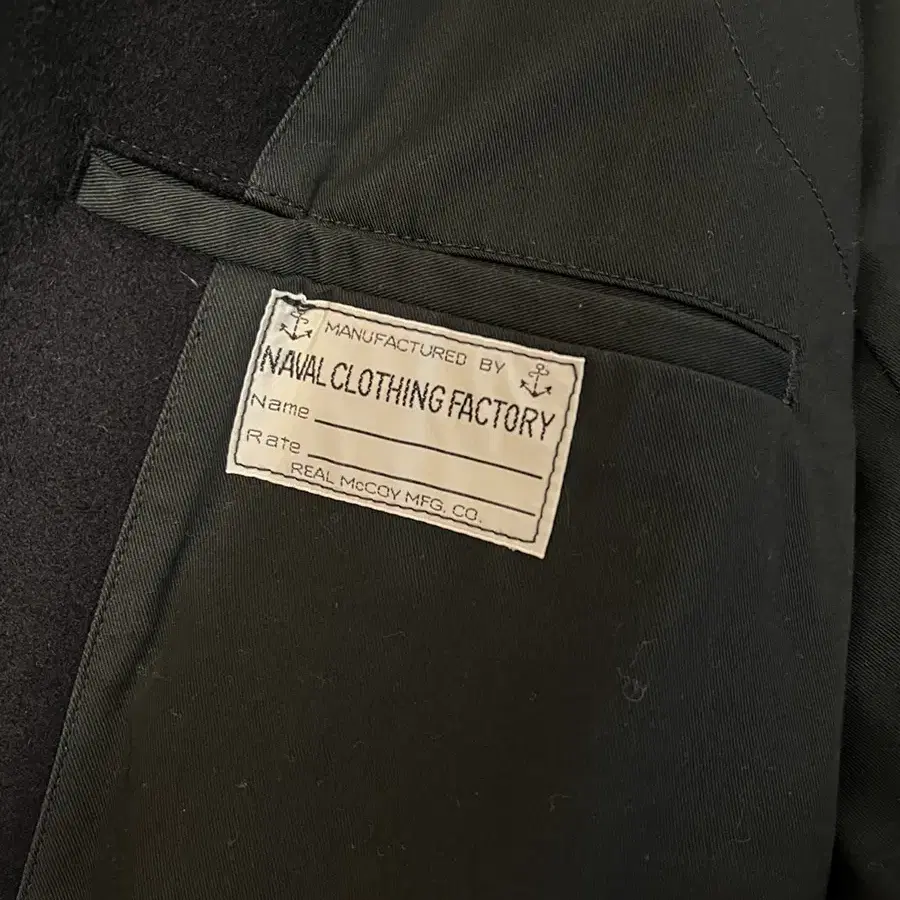 MANUFACTURED BY
NAVAL CLOTHING FACTORY
Name
Rate
REAL McCOY MFG. CO.